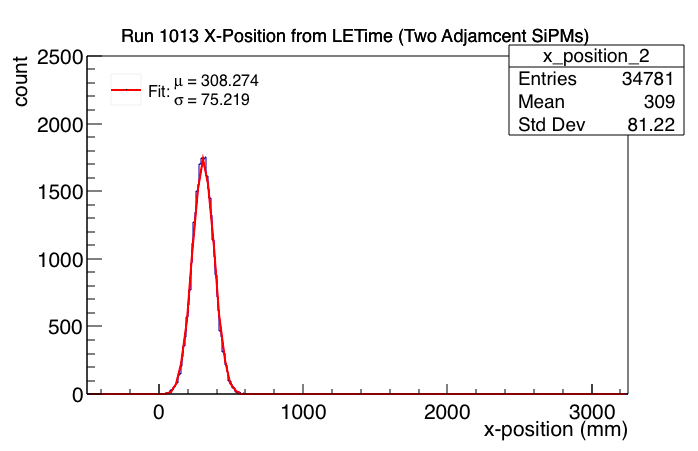 Run 1013 X-Position from LETime (Two Adjamcent SiPMs)
x_position_2
Entries 34781
Mean 309
Std Dev 81.22
Fit: μ = 308.274
σ = 75.219
count
2500
2000
1500
1000
500
0
0 1000 2000 3000
x-position (mm)